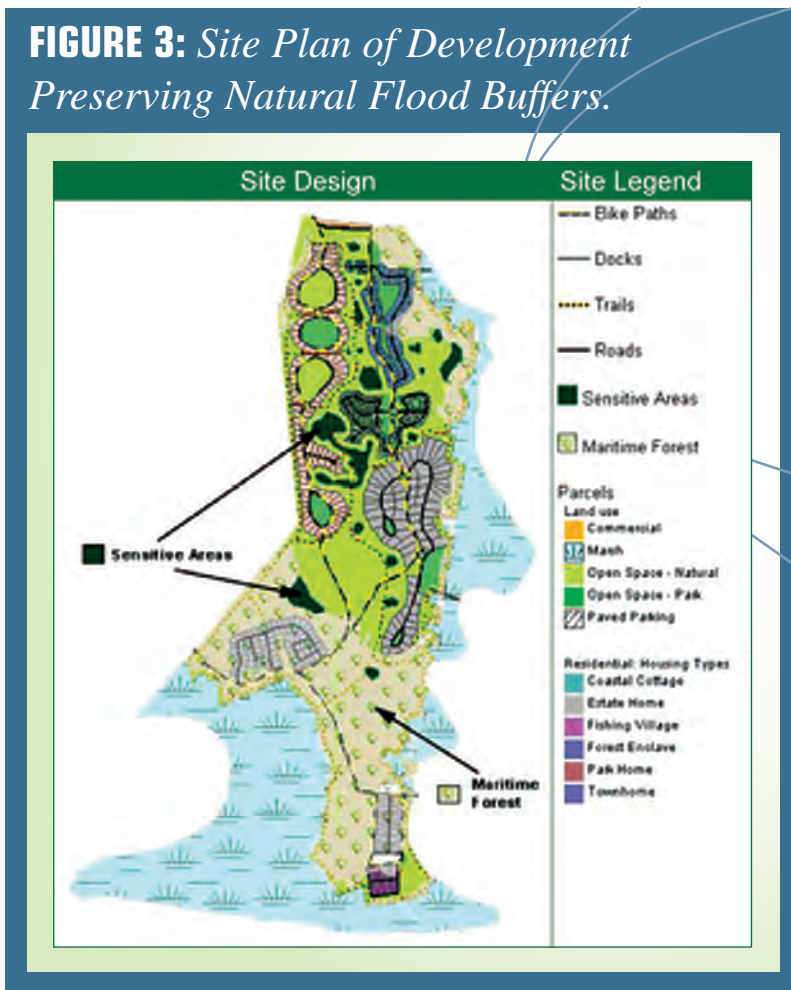 FIGURE 3: Site Plan of Development
Preserving Natural Flood Buffers.
Site Design
Site Legend
Bike Paths
Docks
Trails
Roads
Sensitive Areas
Maritime Forest
Parcels
Land use
Commercial
Marsh
Open Space - Natural
Open Space - Park
Paved Parking
Residential: Housing Types
Coastal Cottage
Estate Home
Fishing Village
Forest Enclave
Park Home
Townhome
Sensitive Areas
Maritime
Forest